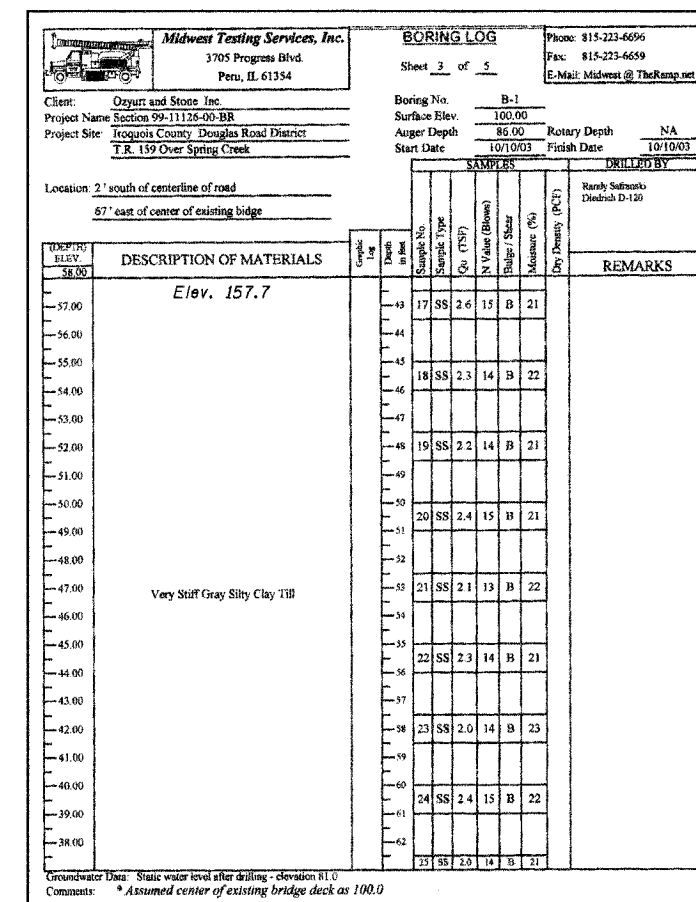 Midwest Testing Services, Inc.
3705 Progress Blvd.
Peru, IL 61354
BORING LOG
Sheet 3 of 5
Phone: 815-223-6696
Fax: 815-223-6659
E-Mail: Midwest @ TheRamp.net
Client: Ozyurt and Stone Inc.
Project Name Section 99-11126-00-BR
Project Site Iroquois County Douglas Road District
T.R. 159 Over Spring Creek
Boring No. B-1
Surface Elev. 100.00
Auger Depth 86.00 Rotary Depth NA
Start Date 10/10/03 Finish Date 10/10/03
SAMPLES DRILLED BY
Location: 2 ' south of centerline of road
67 ' east of center of existing bidge
Randy Safranski
Diedrich D-120
(DEPTH) ELEV. DESCRIPTION OF MATERIALS Graphic Log Depth in feet Sample No. Sample Type Qu (TSF) N Value (Blows) Bulge / Shear Moisture (%) Dry Density (PCF) REMARKS
58.00
Elev. 157.7
57.00 43 17 SS 2.6 15 B 21
56.00 44
55.00 45
18 SS 2.3 14 B 22
54.00 46
53.00 47
52.00 48 19 SS 2.2 14 B 21
51.00 49
50.00 50
20 SS 2.4 15 B 21
49.00 51
48.00 52
47.00 Very Stiff Gray Silty Clay Till 53 21 SS 2.1 13 B 22
46.00 54
45.00 55
22 SS 2.3 14 B 21
44.00 56
43.00 57
42.00 58 23 SS 2.0 14 B 23
41.00 59
40.00 60
24 SS 2.4 15 B 22
39.00 61
38.00 62
25 SS 2.0 14 B 21
Groundwater Data: Static water level after drilling - elevation 81.0
Comments: * Assumed center of existing bridge deck as 100.0